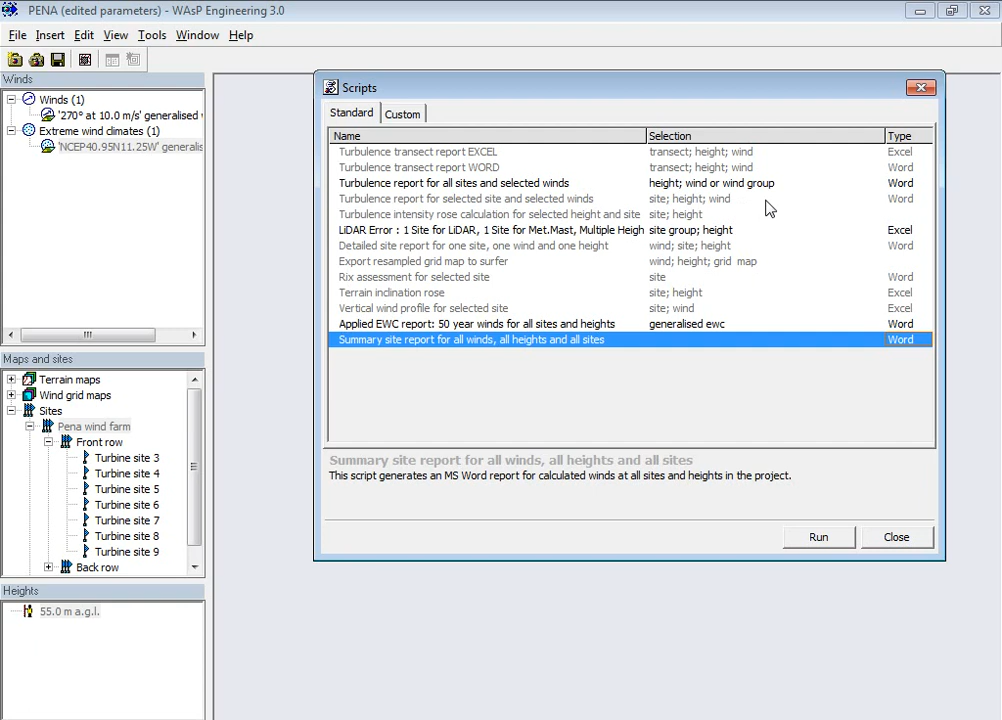 PENA (edited parameters) - WAsP Engineering 3.0
File Insert Edit View Tools Window Help
Winds
Winds (1)
'270° at 10.0 m/s' generalised
Extreme wind climates (1)
'NCEP40.95N11.25W' generalis
Maps and sites
Terrain maps
Wind grid maps
Sites
Pena wind farm
Front row
Turbine site 3
Turbine site 4
Turbine site 5
Turbine site 6
Turbine site 7
Turbine site 8
Turbine site 9
Back row
Heights
55.0 m a.g.l.
Scripts
Standard Custom
Name Selection Type
Turbulence transect report EXCEL transect; height; wind Excel
Turbulence transect report WORD transect; height; wind Word
Turbulence report for all sites and selected winds height; wind or wind group Word
Turbulence report for selected site and selected winds site; height; wind Word
Turbulence intensity rose calculation for selected height and site site; height
LiDAR Error : 1 Site for LiDAR, 1 Site for Met.Mast, Multiple Heigh site group; height Excel
Detailed site report for one site, one wind and one height wind; site; height Word
Export resampled grid map to surfer wind; height; grid map
Rix assessment for selected site site Word
Terrain inclination rose site; height Excel
Vertical wind profile for selected site site; wind Excel
Applied EWC report: 50 year winds for all sites and heights generalised ewc Word
Summary site report for all winds, all heights and all sites Word
Summary site report for all winds, all heights and all sites
This script generates an MS Word report for calculated winds at all sites and heights in the project.
Run Close